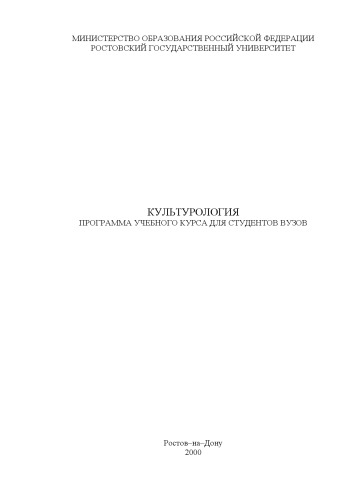 МИНИСТЕРСТВО ОБРАЗОВАНИЯ РОССИЙСКОЙ ФЕДЕРАЦИИ
РОСТОВСКИЙ ГОСУДАРСТВЕННЫЙ УНИВЕРСИТЕТ
КУЛЬТУРОЛОГИЯ
ПРОГРАММА УЧЕБНОГО КУРСА ДЛЯ СТУДЕНТОВ ВУЗОВ
Ростов–на–Дону
2000